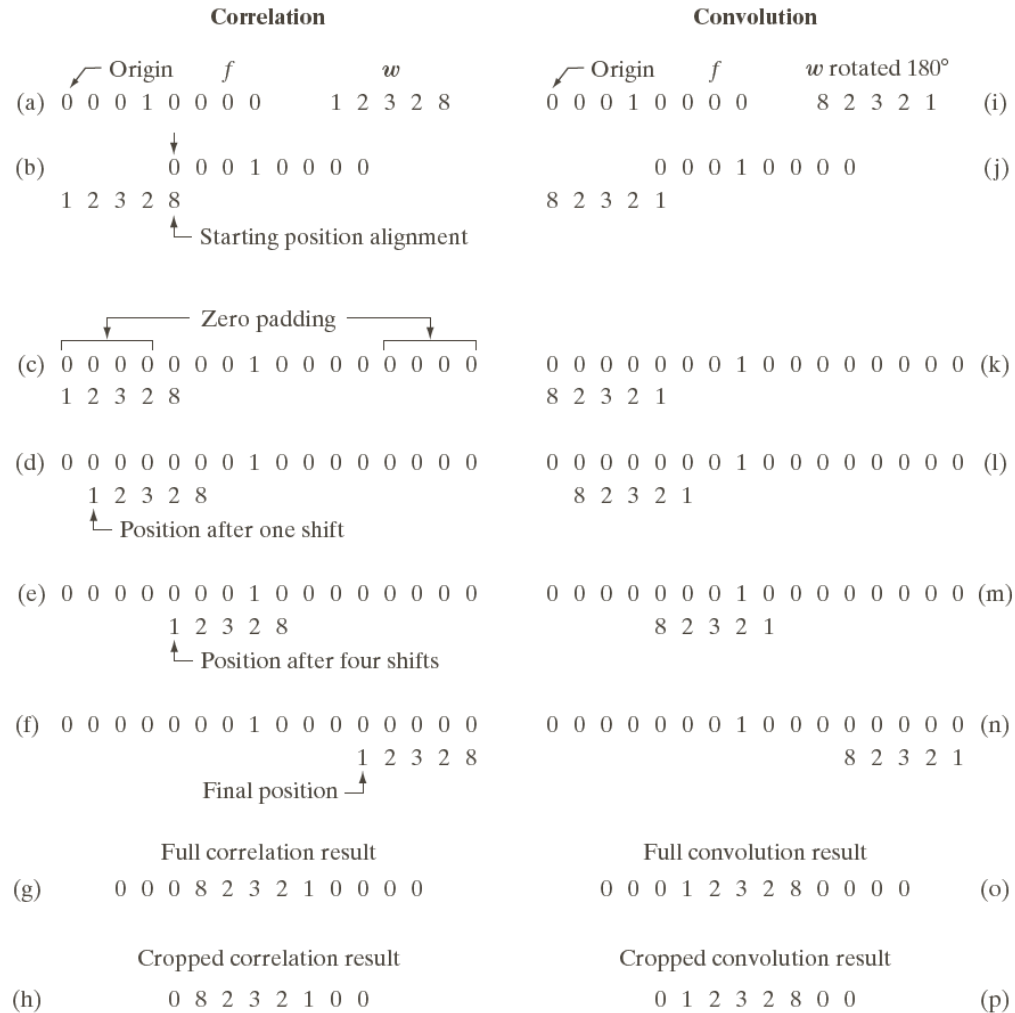 Correlation Convolution
Origin f w Origin f w rotated 180°
(a) 0 0 0 1 0 0 0 0 1 2 3 2 8 0 0 0 1 0 0 0 0 8 2 3 2 1 (i)
(b) 0 0 0 1 0 0 0 0 0 0 0 1 0 0 0 0 (j)
1 2 3 2 8 8 2 3 2 1
Starting position alignment
Zero padding
(c) 0 0 0 0 0 0 0 1 0 0 0 0 0 0 0 0 0 0 0 0 0 0 0 1 0 0 0 0 0 0 0 0 (k)
1 2 3 2 8 8 2 3 2 1
(d) 0 0 0 0 0 0 0 1 0 0 0 0 0 0 0 0 0 0 0 0 0 0 0 1 0 0 0 0 0 0 0 0 (l)
1 2 3 2 8 8 2 3 2 1
Position after one shift
(e) 0 0 0 0 0 0 0 1 0 0 0 0 0 0 0 0 0 0 0 0 0 0 0 1 0 0 0 0 0 0 0 0 (m)
1 2 3 2 8 8 2 3 2 1
Position after four shifts
(f) 0 0 0 0 0 0 0 1 0 0 0 0 0 0 0 0 0 0 0 0 0 0 0 1 0 0 0 0 0 0 0 0 (n)
1 2 3 2 8 8 2 3 2 1
Final position
Full correlation result Full convolution result
(g) 0 0 0 8 2 3 2 1 0 0 0 0 0 0 0 1 2 3 2 8 0 0 0 0 (o)
Cropped correlation result Cropped convolution result
(h) 0 8 2 3 2 1 0 0 0 1 2 3 2 8 0 0 (p)